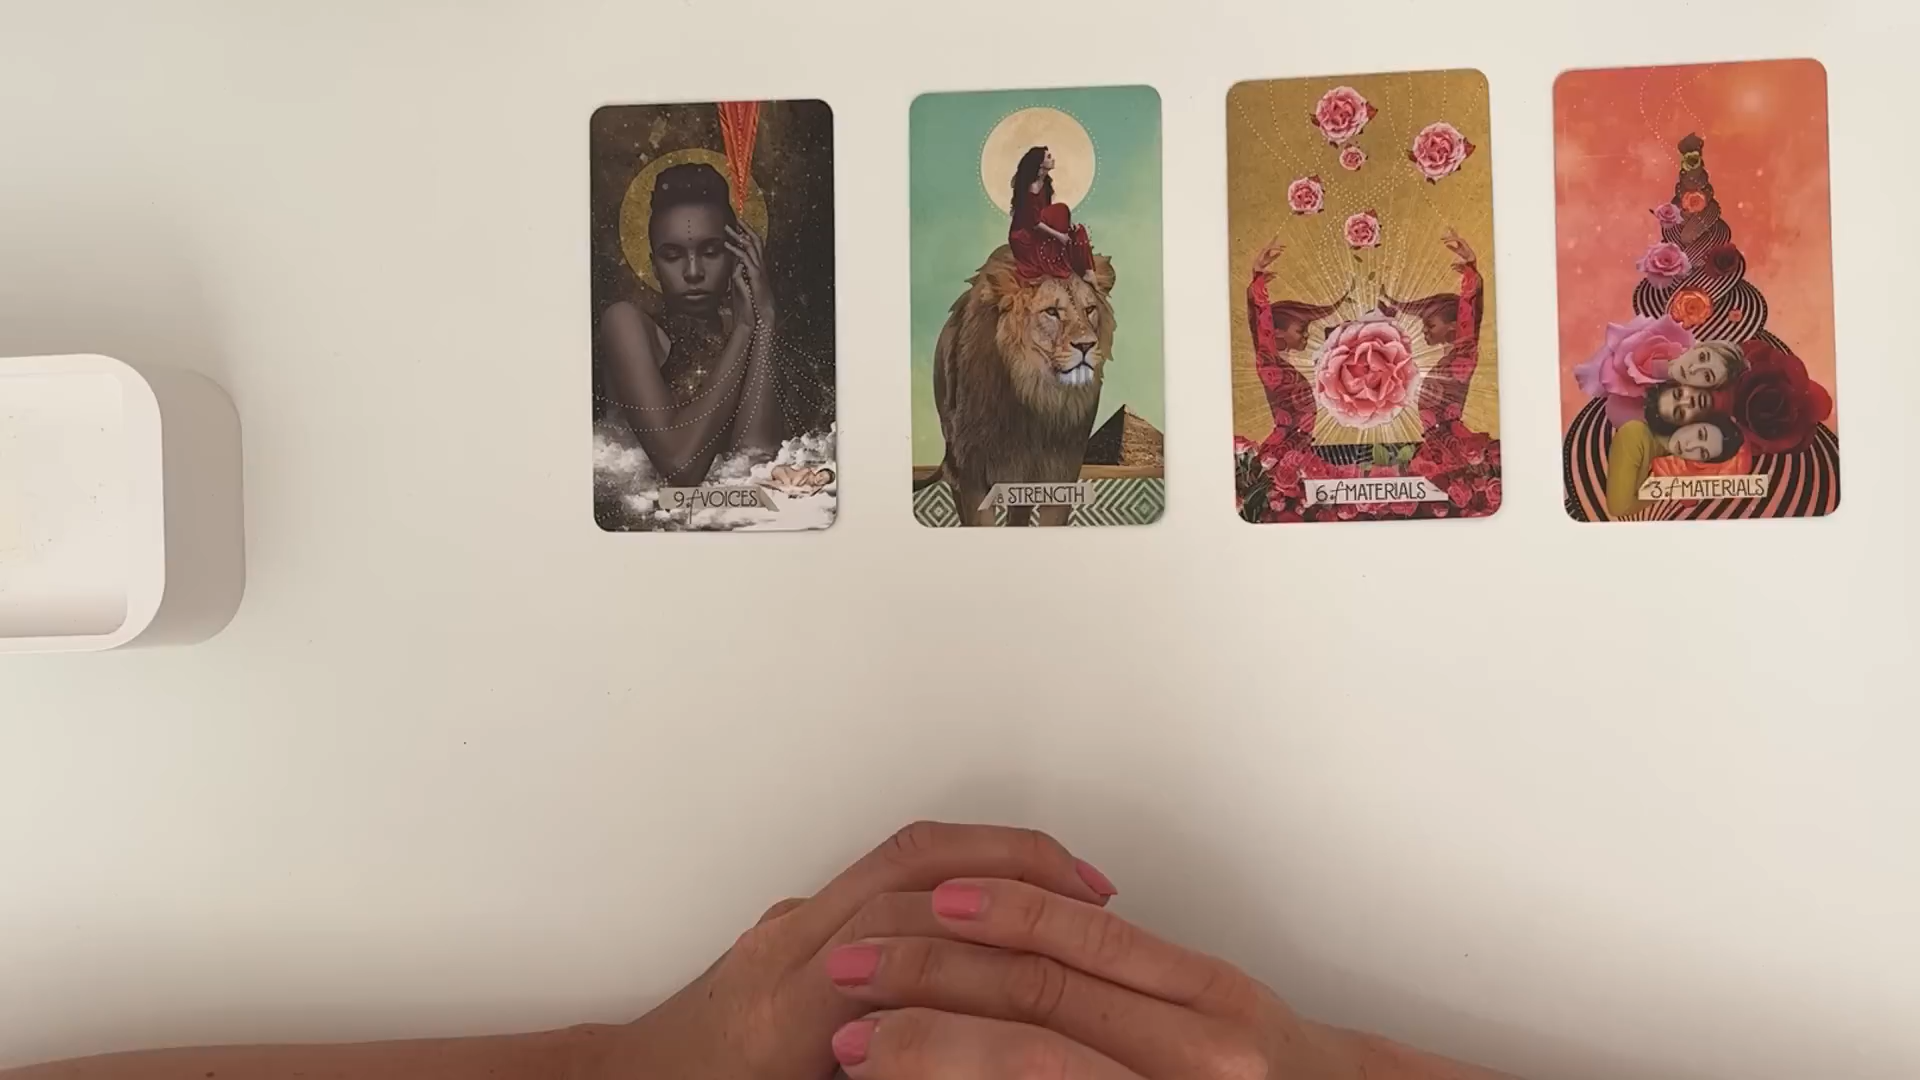 9 of VOICES
8 STRENGTH
6 of MATERIALS
3 of MATERIALS